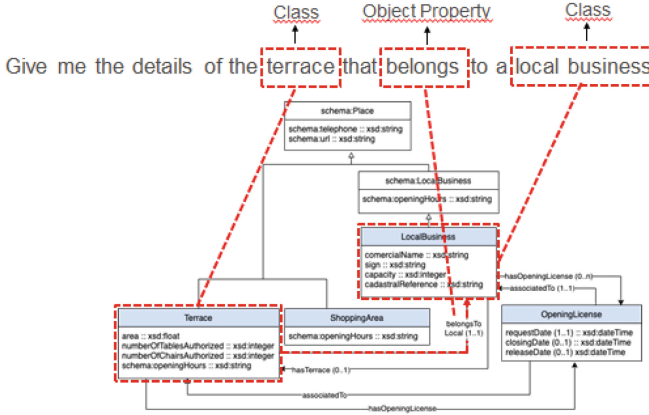 Class Object Property Class
Give me the details of the terrace that belongs to a local business
schema:Place
schema:telephone :: xsd:string
schema:url :: xsd:string
schema:LocalBusiness
schema:openingHours :: xsd:string
LocalBusiness
comercialName :: xsd:string
sign :: xsd:string
capacity :: xsd:integer
cadastralReference :: xsd:string
hasOpeningLicense (0..n)
associatedTo (1..1)
Terrace
area :: xsd:float
numberOfTablesAuthorized :: xsd:integer
numberOfChairsAuthorized :: xsd:integer
schema:openingHours :: xsd:string
ShoppingArea
schema:openingHours :: xsd:string
belongsTo
Local (1..1)
OpeningLicense
requestDate (1..1) :: xsd:dateTime
closingDate (0..1) :: xsd:dateTime
releaseDate (0..1) xsd:dateTime
hasTerrace (0..1)
associatedTo
hasOpeningLicense